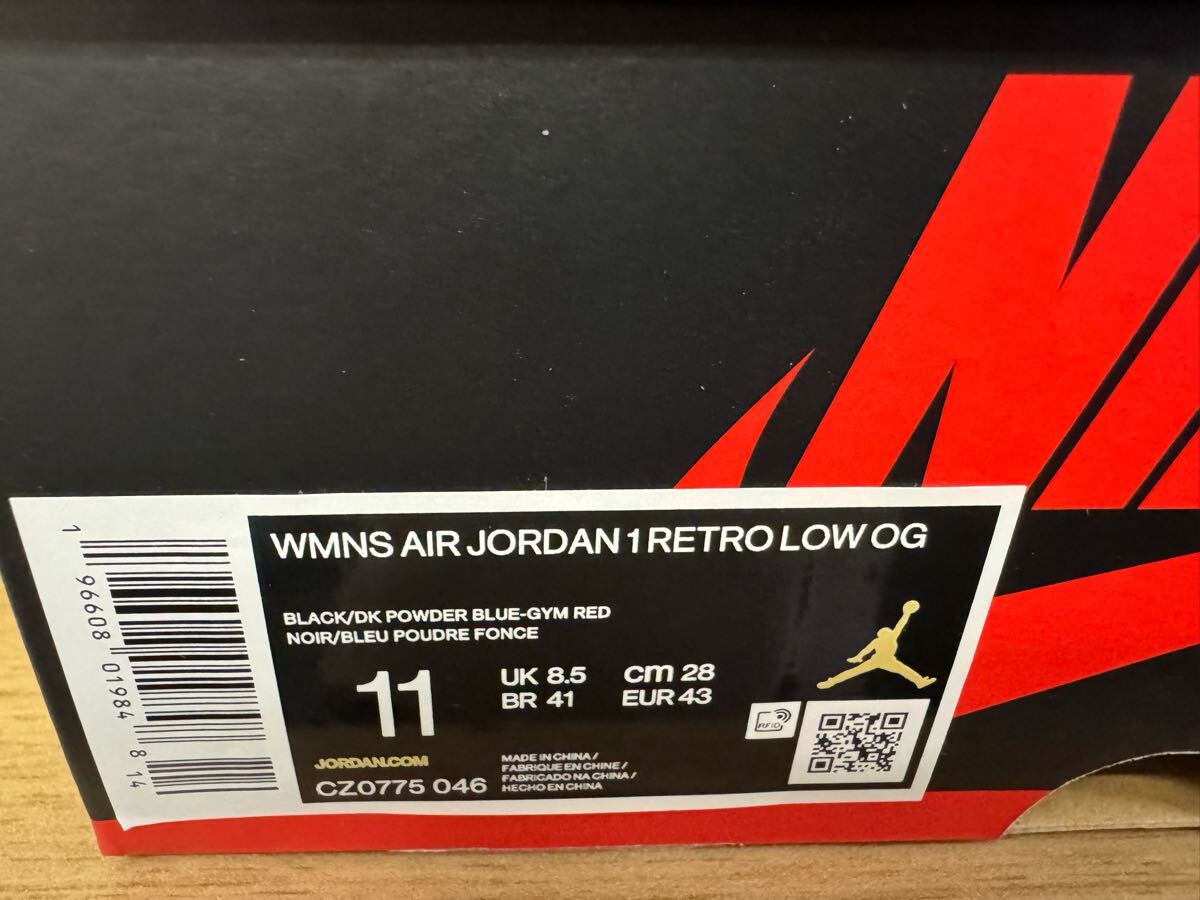 WMNS AIR JORDAN 1 RETRO LOW OG
BLACK/DK POWDER BLUE-GYM RED
NOIR/BLEU POUDRE FONCE
11
UK 8.5 cm 28
BR 41 EUR 43
JORDAN.COM
CZ0775 046
MADE IN CHINA /
FABRIQUE EN CHINE /
FABRICADO NA CHINA /
HECHO EN CHINA
RFID
1 96608 01984 8 14